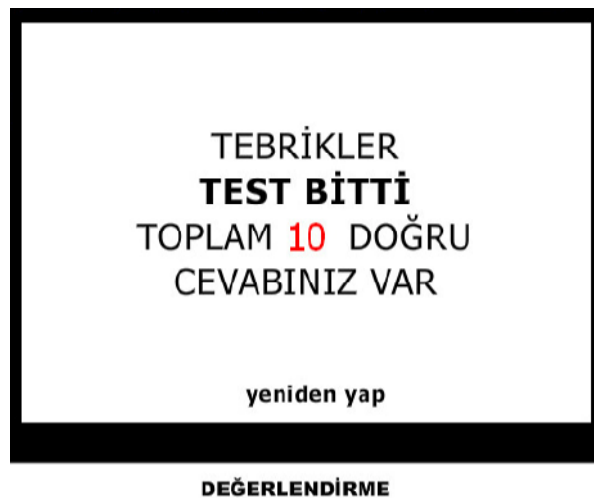 TEBRİKLER
TEST BİTTİ
TOPLAM 10 DOĞRU
CEVABINIZ VAR
yeniden yap
DEĞERLENDİRME